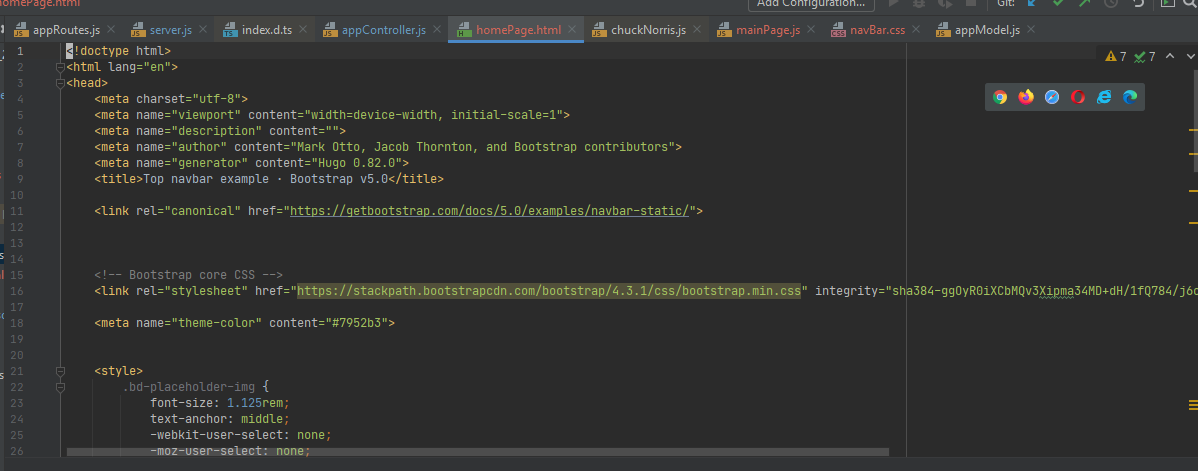 homePage.html
Add Configuration...
Git:
appRoutes.js
server.js
index.d.ts
appController.js
homePage.html
chuckNorris.js
mainPage.js
navBar.css
appModel.js
7 7
1 <!doctype html>
2 <html lang="en">
3 <head>
4 <meta charset="utf-8">
5 <meta name="viewport" content="width=device-width, initial-scale=1">
6 <meta name="description" content="">
7 <meta name="author" content="Mark Otto, Jacob Thornton, and Bootstrap contributors">
8 <meta name="generator" content="Hugo 0.82.0">
9 <title>Top navbar example · Bootstrap v5.0</title>
10
11 <link rel="canonical" href="https://getbootstrap.com/docs/5.0/examples/navbar-static/">
12
13
14
15 <!-- Bootstrap core CSS -->
16 <link rel="stylesheet" href="https://stackpath.bootstrapcdn.com/bootstrap/4.3.1/css/bootstrap.min.css" integrity="sha384-ggOyR0iXCbMQv3Xipma34MD+dH/1fQ784/j6c
17
18 <meta name="theme-color" content="#7952b3">
19
20
21 <style>
22 .bd-placeholder-img {
23 font-size: 1.125rem;
24 text-anchor: middle;
25 -webkit-user-select: none;
26 -moz-user-select: none;